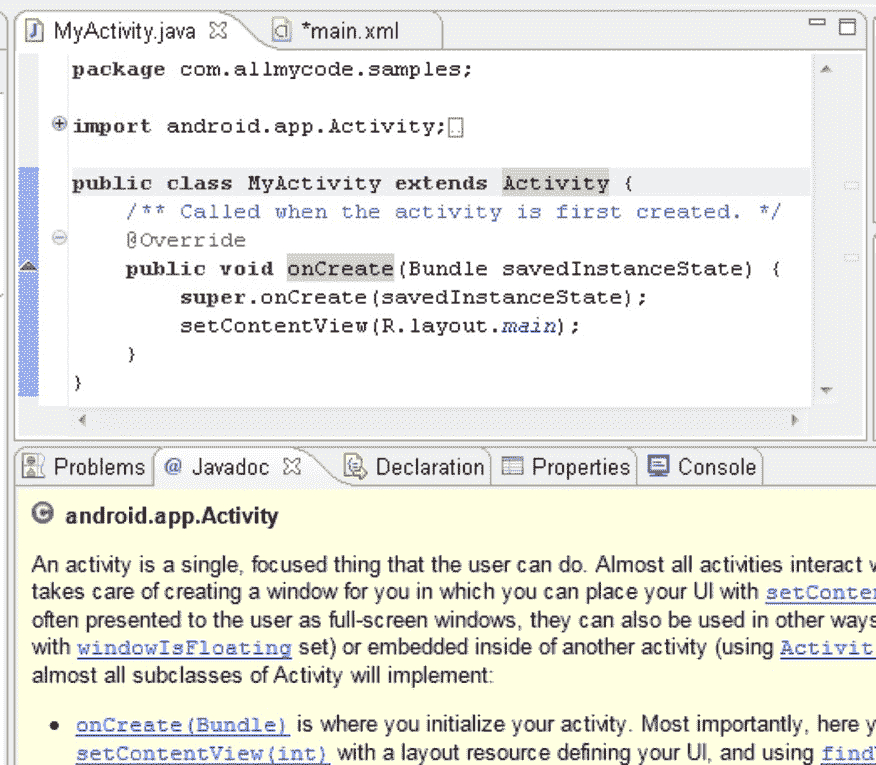 MyActivity.java *main.xml
package com.allmycode.samples;
import android.app.Activity;
public class MyActivity extends Activity {
/** Called when the activity is first created. */
@Override
public void onCreate(Bundle savedInstanceState) {
super.onCreate(savedInstanceState);
setContentView(R.layout.main);
}
}
Problems @ Javadoc Declaration Properties Console
android.app.Activity
An activity is a single, focused thing that the user can do. Almost all activities interact
takes care of creating a window for you in which you can place your UI with setConte
often presented to the user as full-screen windows, they can also be used in other ways
with windowIsFloating set) or embedded inside of another activity (using Activit
almost all subclasses of Activity will implement:
• onCreate(Bundle) is where you initialize your activity. Most importantly, here
setContentView(int) with a layout resource defining your UI, and using find